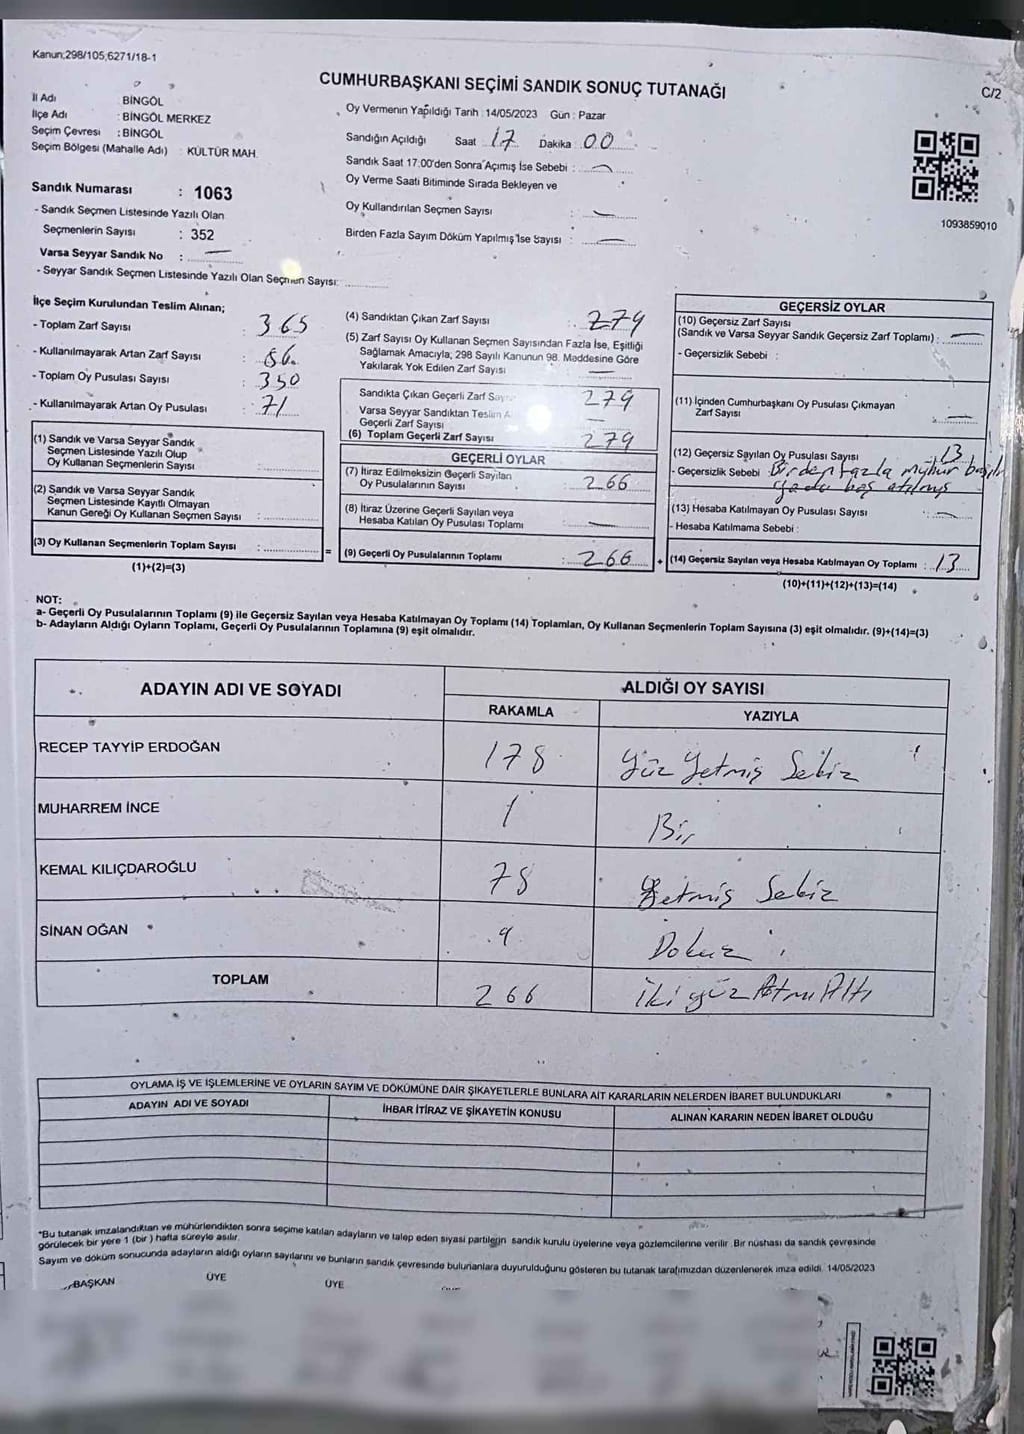 Kanun;298/105;6271/18-1
CUMHURBAŞKANI SEÇİMİ SANDIK SONUÇ TUTANAĞI
C/2
İl Adı : BİNGÖL
İlçe Adı : BİNGÖL MERKEZ
Seçim Çevresi : BİNGÖL
Seçim Bölgesi (Mahalle Adı) : KÜLTÜR MAH.
Oy Vermenin Yapıldığı Tarih : 14/05/2023 Gün : Pazar
Sandığın Açıldığı Saat 17 Dakika : 00
Sandık Saat 17:00'den Sonra Açımış İse Sebebi :
Oy Verme Saati Bitiminde Sırada Bekleyen ve
Oy Kullandırılan Seçmen Sayısı :
Birden Fazla Sayım Döküm Yapılmış İse Sayısı :
1093859010
Sandık Numarası : 1063
- Sandık Seçmen Listesinde Yazılı Olan
Seçmenlerin Sayısı : 352
Varsa Seyyar Sandık No :
- Seyyar Sandık Seçmen Listesinde Yazılı Olan Seçmen Sayısı:
İlçe Seçim Kurulundan Teslim Alınan;
- Toplam Zarf Sayısı : 365
- Kullanılmayarak Artan Zarf Sayısı : 86
- Toplam Oy Pusulası Sayısı : 350
- Kullanılmayarak Artan Oy Pusulası : 71
(1) Sandık ve Varsa Seyyar Sandık
Seçmen Listesinde Yazılı Olup
Oy Kullanan Seçmenlerin Sayısı :
(2) Sandık ve Varsa Seyyar Sandık
Seçmen Listesinde Kayıtlı Olmayan
Kanun Gereği Oy Kullanan Seçmen Sayısı :
(3) Oy Kullanan Seçmenlerin Toplam Sayısı :
(1)+(2)=(3)
(4) Sandıktan Çıkan Zarf Sayısı : 279
(5) Zarf Sayısı Oy Kullanan Seçmen Sayısından Fazla İse, Eşitliği
Sağlamak Amacıyla; 298 Sayılı Kanunun 98. Maddesine Göre
Yakılarak Yok Edilen Zarf Sayısı
Sandıkta Çıkan Geçerli Zarf 279
Varsa Seyyar Sandıktan Teslim
Geçerli Zarf Sayısı
(6) Toplam Geçerli Zarf Sayısı 279
GEÇERLİ OYLAR
(7) İtiraz Edilmeksizin Geçerli Sayılan
Oy Pusulalarının Sayısı : 266
(8) İtiraz Üzerine Geçerli Sayılan veya
Hesaba Katılan Oy Pusulası Toplamı :
= (9) Geçerli Oy Pusulalarının Toplamı : 266
GEÇERSİZ OYLAR
(10) Geçersiz Zarf Sayısı
(Sandık ve Varsa Seyyar Sandık Geçersiz Zarf Toplamı) :
- Geçersizlik Sebebi :
(11) İçinden Cumhurbaşkanı Oy Pusulası Çıkmayan
Zarf Sayısı
(12) Geçersiz Sayılan Oy Pusulası Sayısı 13
- Geçersizlik Sebebi : Birden fazla mühür basılı
yada boş atılmış
(13) Hesaba Katılmayan Oy Pusulası Sayısı :
- Hesaba Katılmama Sebebi :
+ (14) Geçersiz Sayılan veya Hesaba Katılmayan Oy Toplamı : 13
(10)+(11)+(12)+(13)=(14)
NOT:
a- Geçerli Oy Pusulalarının Toplamı (9) ile Geçersiz Sayılan veya Hesaba Katılmayan Oy Toplamı (14) Toplamları, Oy Kullanan Seçmenlerin Toplam Sayısına (3) eşit olmalıdır. (9)+(14)=(3)
b- Adayların Aldığı Oyların Toplamı, Geçerli Oy Pusulalarının Toplamına (9) eşit olmalıdır.
ADAYIN ADI VE SOYADI ALDIĞI OY SAYISI
RAKAMLA YAZIYLA
RECEP TAYYİP ERDOĞAN 178 Yüz Yetmiş Sekiz
MUHARREM İNCE 1 Bir
KEMAL KILIÇDAROĞLU 78 Yetmiş Sekiz
SİNAN OĞAN 9 Dokuz
TOPLAM 266 İki yüz Atmış Altı
OYLAMA İŞ VE İŞLEMLERİNE VE OYLARIN SAYIM VE DÖKÜMÜNE DAİR ŞİKAYETLERLE BUNLARA AİT KARARLARIN NELERDEN İBARET BULUNDUKLARI
ADAYIN ADI VE SOYADI İHBAR İTİRAZ VE ŞİKAYETİN KONUSU ALINAN KARARIN NEDEN İBARET OLDUĞU
*Bu tutanak imzalandıktan ve mühürlendikten sonra seçime katılan adayların ve talep eden siyasi partilerin sandık kurulu üyelerine veya gözlemcilerine verilir. Bir nüshası da sandık çevresinde
görülecek bir yere 1 (bir ) hafta süreyle asılır.
Sayım ve döküm sonucunda adayların aldığı oyların sayılarını ve bunların sandık çevresinde bulunanlara duyurulduğunu gösteren bu tutanak tarafımızdan düzenlenerek imza edildi. 14/05/2023
BAŞKAN ÜYE ÜYE